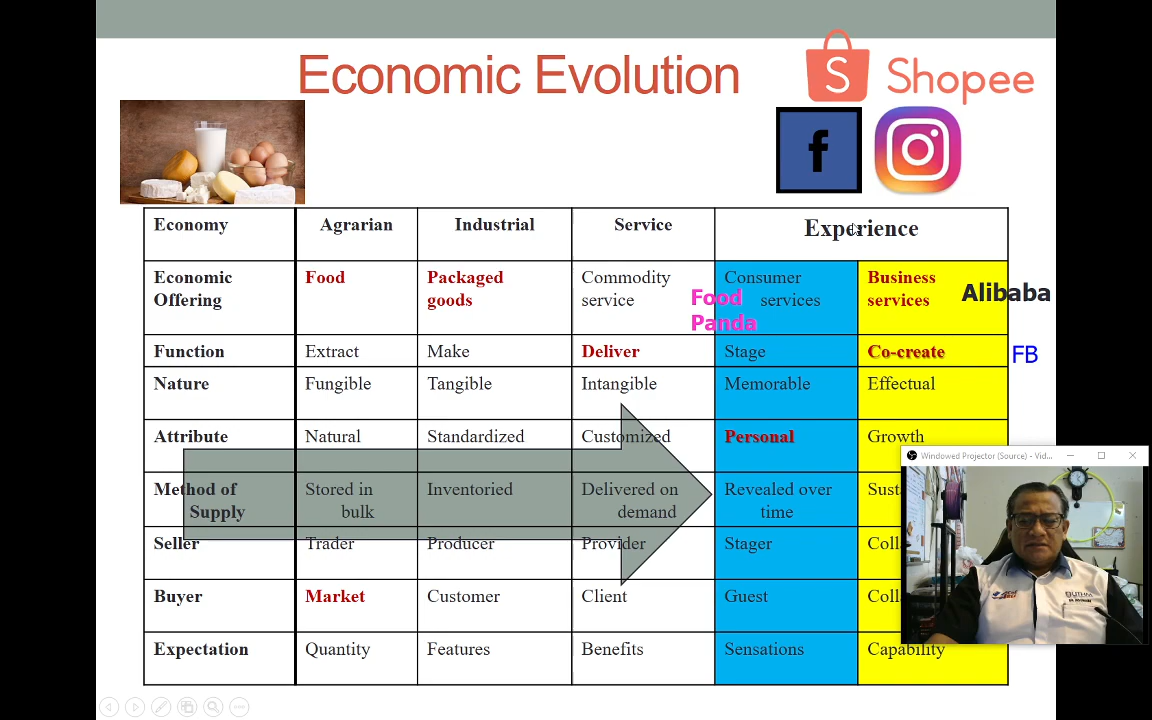 Economic Evolution
S Shopee
f
Economy Agrarian Industrial Service Experience
Economic Offering Food Packaged goods Commodity service Consumer services Business services
Food Panda
Alibaba
Function Extract Make Deliver Stage Co-create
FB
Nature Fungible Tangible Intangible Memorable Effectual
Attribute Natural Standardized Customized Personal Growth
Method of Supply Stored in bulk Inventoried Delivered on demand Revealed over time
Seller Trader Producer Provider Stager
Buyer Market Customer Client Guest
Expectation Quantity Features Benefits Sensations Capability
Windowed Projector (Source) - Vid...